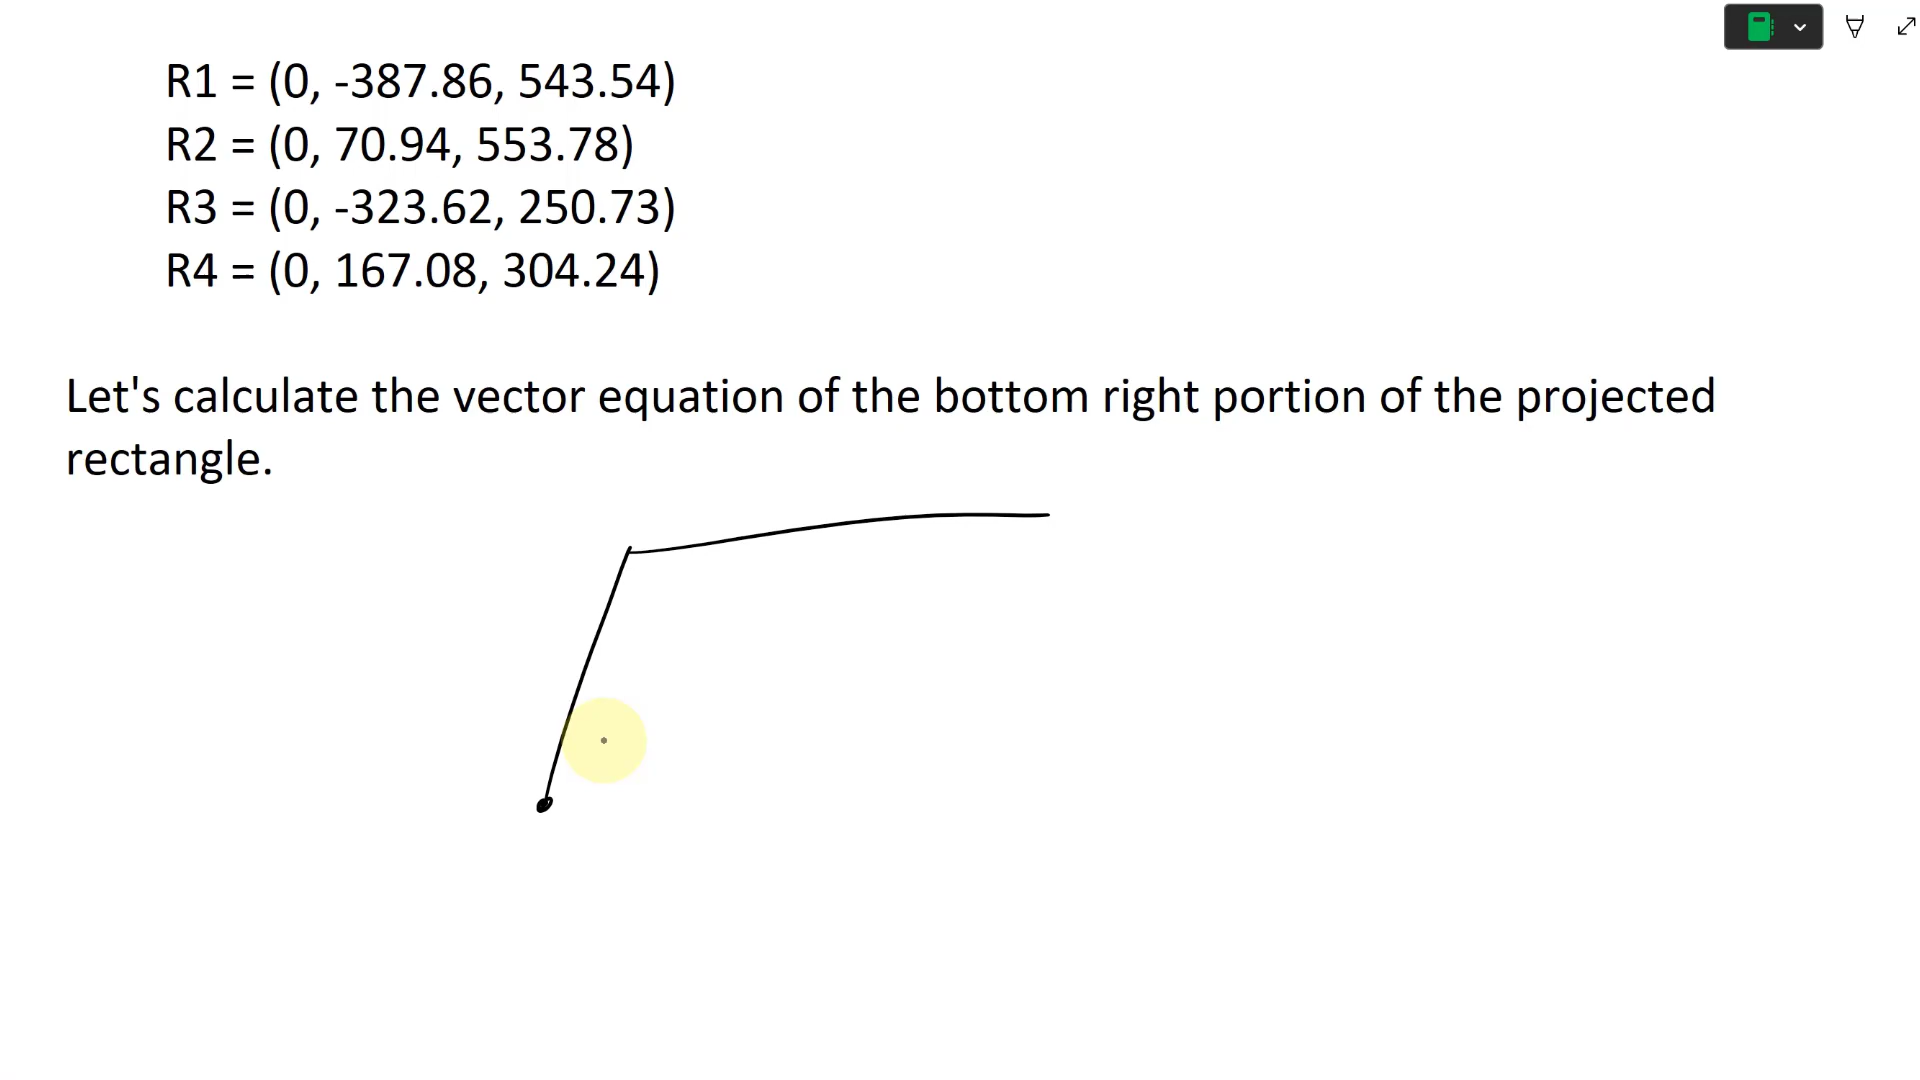 R1 = (0, -387.86, 543.54)
R2 = (0, 70.94, 553.78)
R3 = (0, -323.62, 250.73)
R4 = (0, 167.08, 304.24)
Let's calculate the vector equation of the bottom right portion of the projected
rectangle.